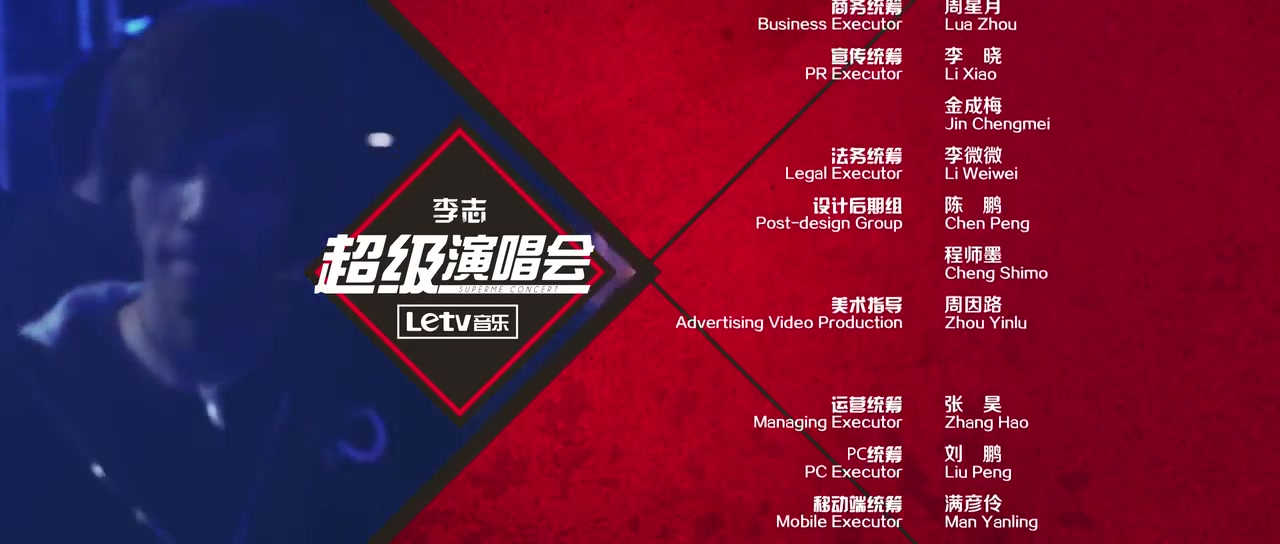 李志
超级演唱会
SUPERME CONCERT
Letv音乐
商务统筹 周星月
Business Executor Lua Zhou
宣传统筹 李 晓
PR Executor Li Xiao
金成梅
Jin Chengmei
法务统筹 李微微
Legal Executor Li Weiwei
设计后期组 陈 鹏
Post-design Group Chen Peng
程师墨
Cheng Shimo
美术指导 周因路
Advertising Video Production Zhou Yinlu
运营统筹 张 昊
Managing Executor Zhang Hao
PC统筹 刘 鹏
PC Executor Liu Peng
移动端统筹 满彦伶
Mobile Executor Man Yanling